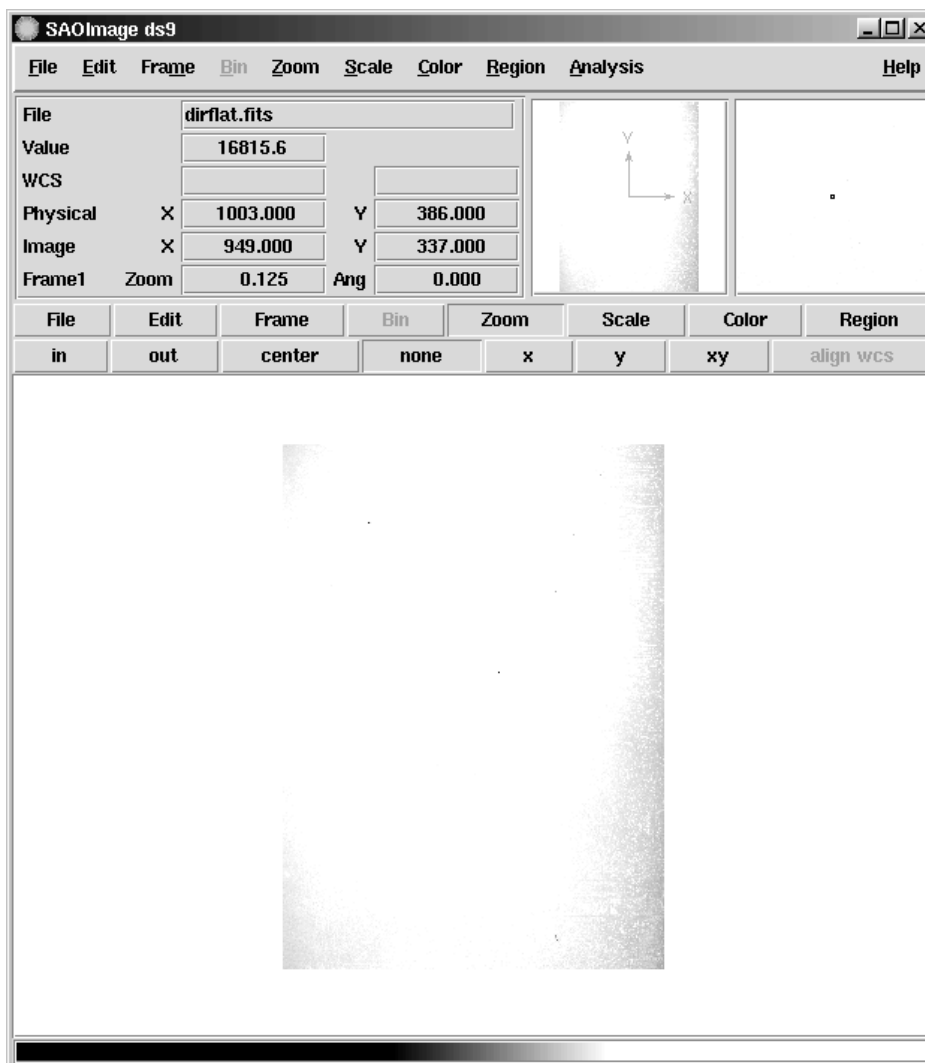 SAOImage ds9
File Edit Frame Bin Zoom Scale Color Region Analysis Help
File dirflat.fits
Value 16815.6
WCS
Physical X 1003.000 Y 386.000
Image X 949.000 Y 337.000
Frame1 Zoom 0.125 Ang 0.000
Y
X
File Edit Frame Bin Zoom Scale Color Region
in out center none x y xy align wcs